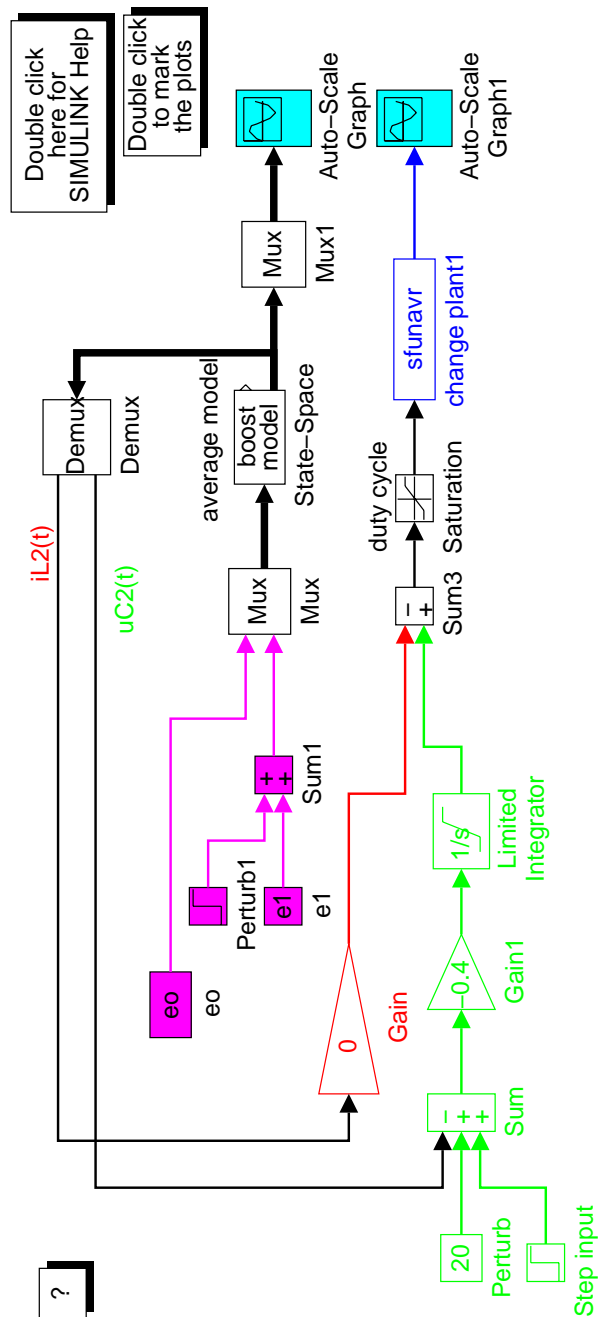 ?
Double click
here for
SIMULINK Help
Double click
to mark
the plots
iL2(t)
uC2(t)
Demux
Demux
average model
boost
model
State−Space
Mux
Mux
Mux
Mux1
Auto−Scale
Graph
eo
eo
Perturb1
e1
e1
+
+
Sum1
0
Gain
20
Perturb
Step input
−
+
+
Sum
−0.4
Gain1
1/s
Limited
Integrator
−
+
Sum3
duty cycle
Saturation
sfunavr
change plant1
Auto−Scale
Graph1